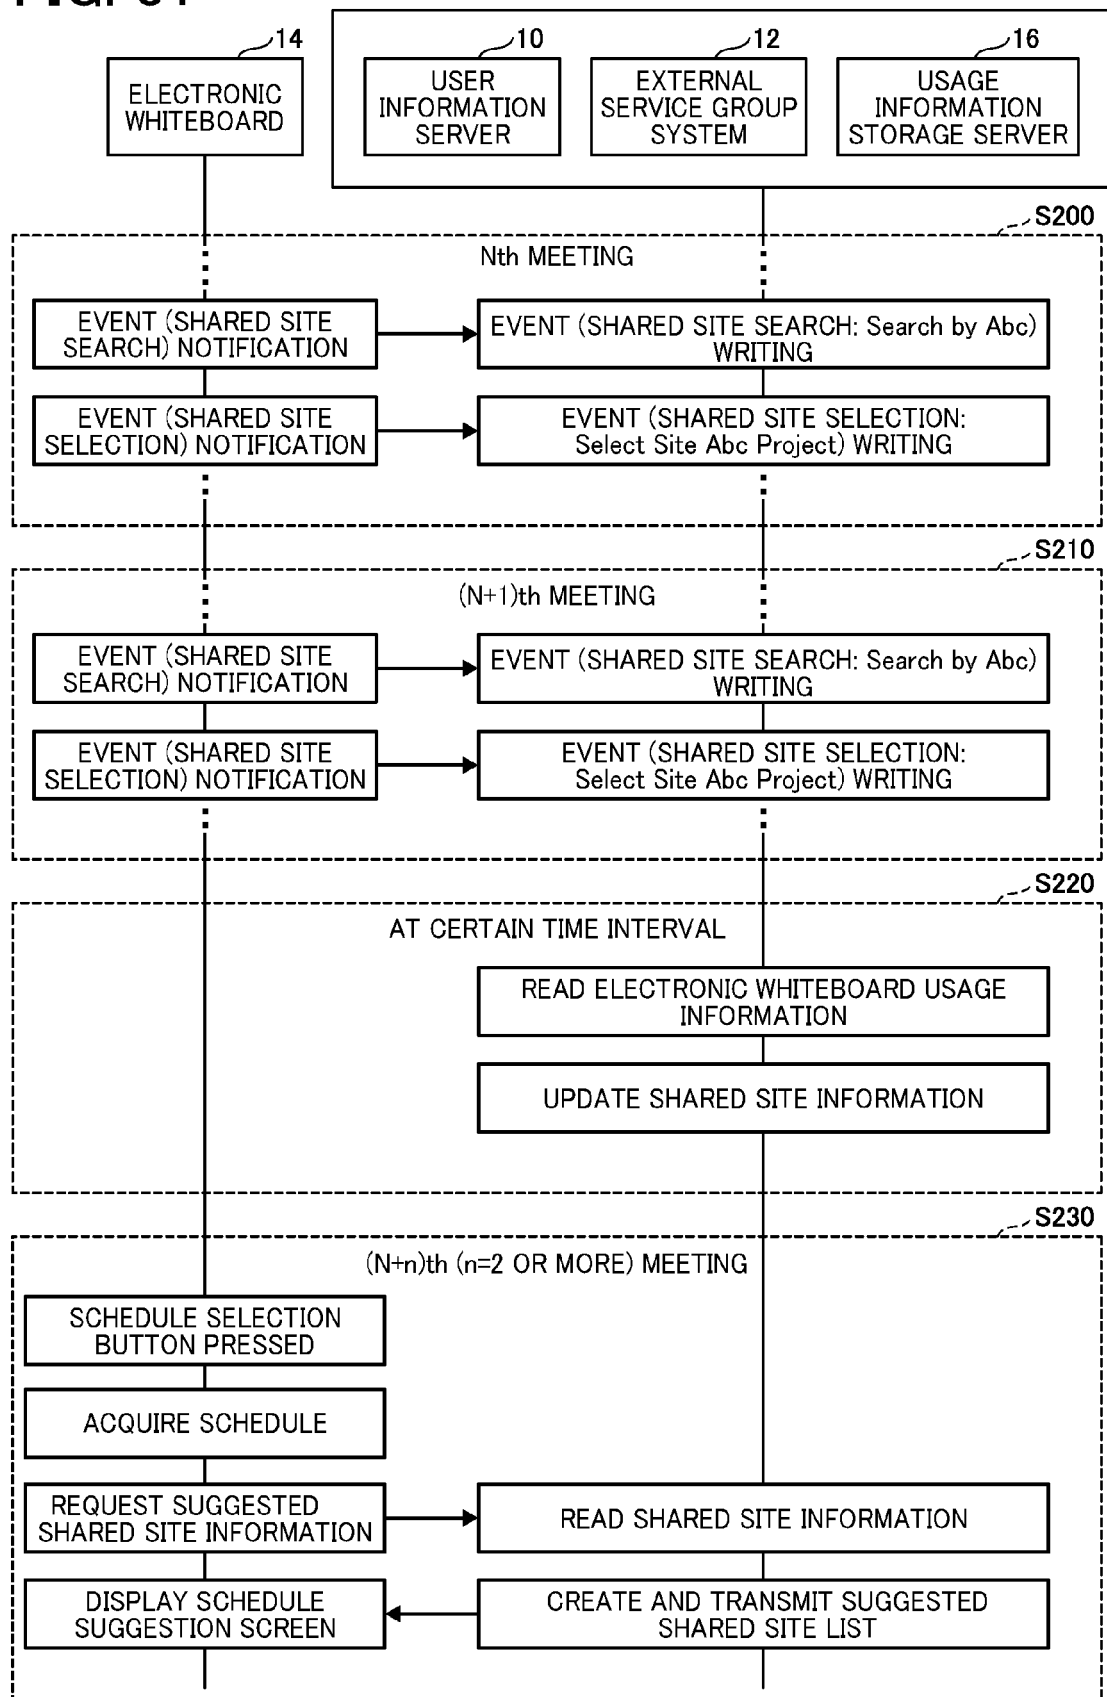 14
10
12
16
ELECTRONIC
WHITEBOARD
USER
INFORMATION
SERVER
EXTERNAL
SERVICE GROUP
SYSTEM
USAGE
INFORMATION
STORAGE SERVER
S200
Nth MEETING
EVENT (SHARED SITE
SEARCH) NOTIFICATION
EVENT (SHARED SITE SEARCH: Search by Abc)
WRITING
EVENT (SHARED SITE
SELECTION) NOTIFICATION
EVENT (SHARED SITE SELECTION:
Select Site Abc Project) WRITING
S210
(N+1)th MEETING
EVENT (SHARED SITE
SEARCH) NOTIFICATION
EVENT (SHARED SITE SEARCH: Search by Abc)
WRITING
EVENT (SHARED SITE
SELECTION) NOTIFICATION
EVENT (SHARED SITE SELECTION:
Select Site Abc Project) WRITING
S220
AT CERTAIN TIME INTERVAL
READ ELECTRONIC WHITEBOARD USAGE
INFORMATION
UPDATE SHARED SITE INFORMATION
S230
(N+n)th (n=2 OR MORE) MEETING
SCHEDULE SELECTION
BUTTON PRESSED
ACQUIRE SCHEDULE
REQUEST SUGGESTED
SHARED SITE INFORMATION
READ SHARED SITE INFORMATION
DISPLAY SCHEDULE
SUGGESTION SCREEN
CREATE AND TRANSMIT SUGGESTED
SHARED SITE LIST